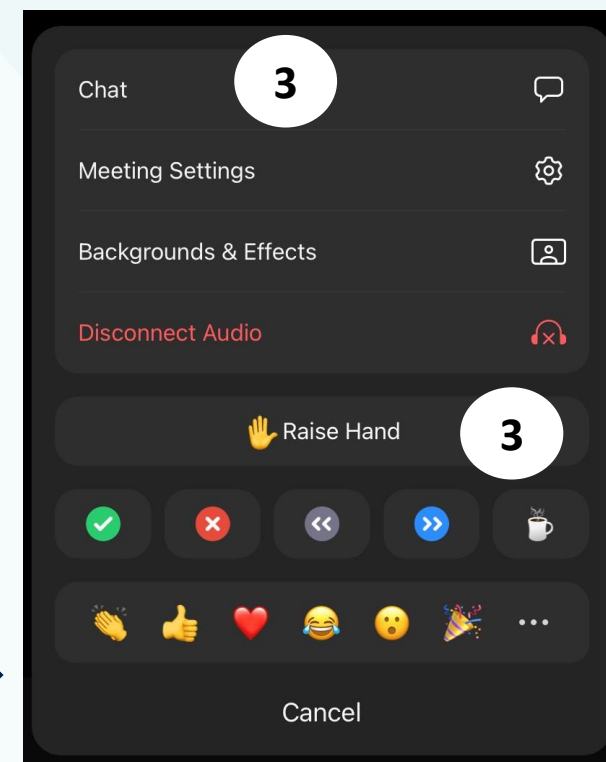 Chat 3
Meeting Settings
Backgrounds & Effects
Disconnect Audio
Raise Hand 3
Cancel